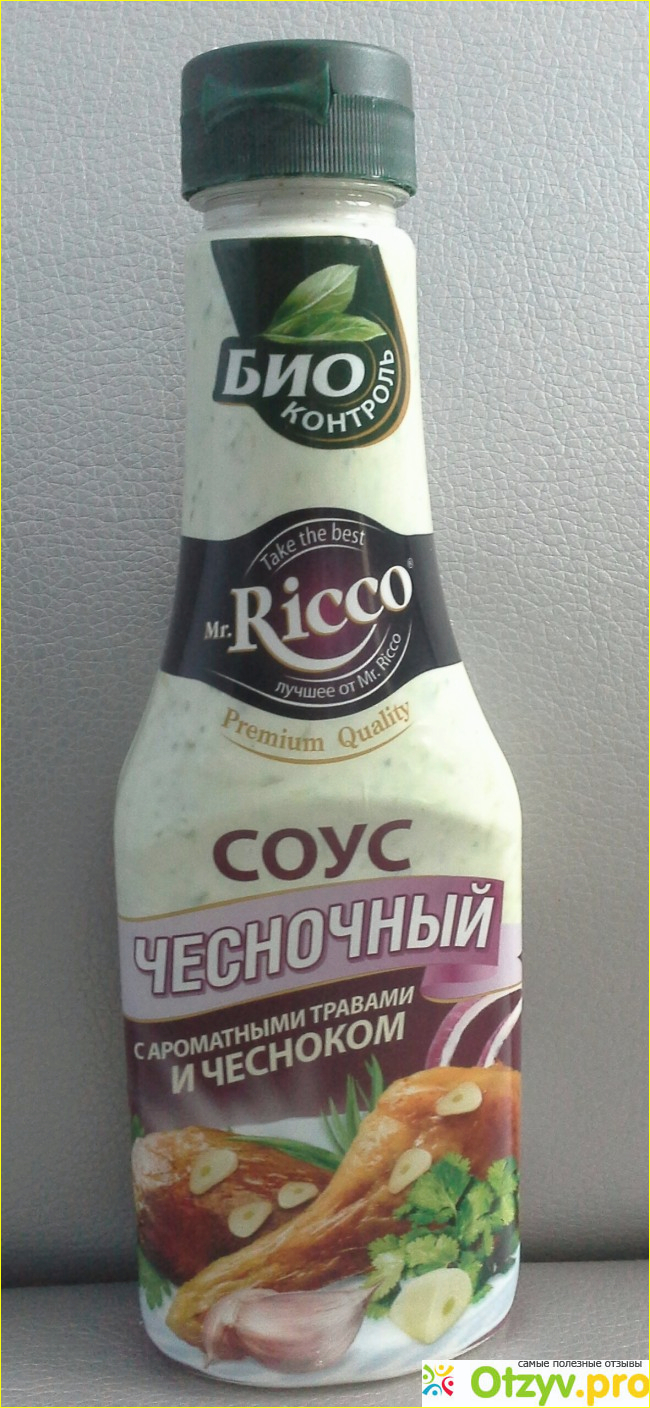 БИО
КОНТРОЛЬ
Take the best
Mr. Ricco®
лучшее от Mr. Ricco
Premium Quality
СОУС
ЧЕСНОЧНЫЙ
С АРОМАТНЫМИ ТРАВАМИ
И ЧЕСНОКОМ
самые полезные отзывы
Otzyv.pro